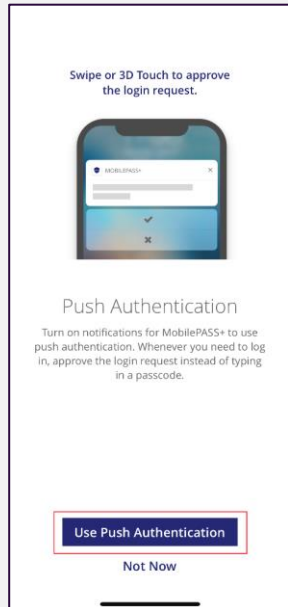 Swipe or 3D Touch to approve
the login request.
MOBILEPASS+
Push Authentication
Turn on notifications for MobilePASS+ to use
push authentication. Whenever you need to log
in, approve the login request instead of typing
in a passcode.
Use Push Authentication
Not Now